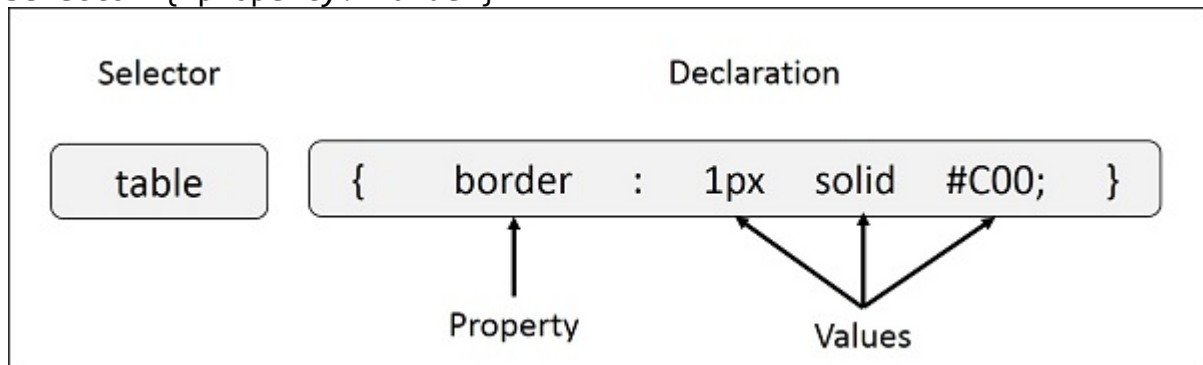 Selector Declaration
table { border : 1px solid #C00; }
Property Values